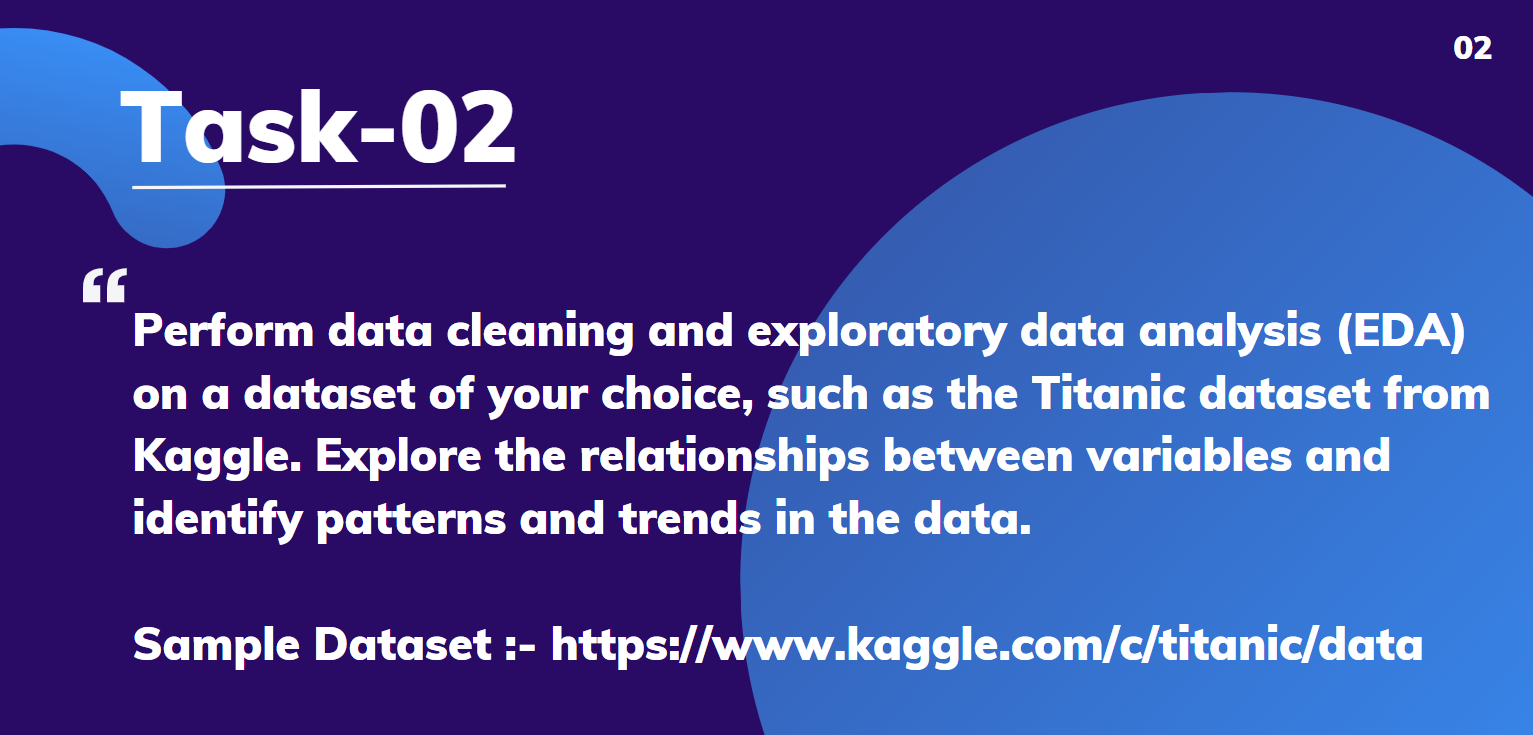 02
Task-02
“
Perform data cleaning and exploratory data analysis (EDA)
on a dataset of your choice, such as the Titanic dataset from
Kaggle. Explore the relationships between variables and
identify patterns and trends in the data.
Sample Dataset :- https://www.kaggle.com/c/titanic/data